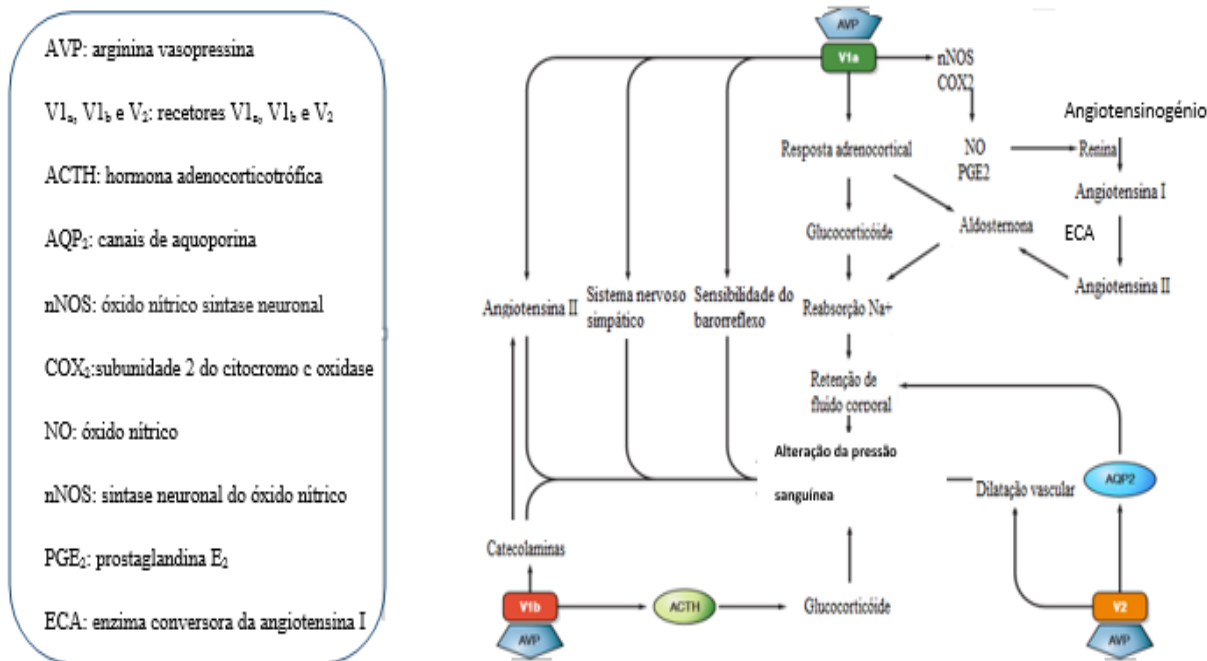 AVP: arginina vasopressina
V1ₐ, V1ᵦ e V₂: recetores V1ₐ, V1ᵦ e V₂
ACTH: hormona adenocorticotrófica
AQP₂: canais de aquoporina
nNOS: óxido nítrico sintase neuronal
COX₂:subunidade 2 do citocromo c oxidase
NO: óxido nítrico
nNOS: sintase neuronal do óxido nítrico
PGE₂: prostaglandina E₂
ECA: enzima conversora da angiotensina I
AVP
V1a
nNOS
COX2
Angiotensinogénio
Resposta adrenocortical
NO
PGE2
Renina
Angiotensina I
Glucocorticóide
Aldosternona
ECA
Angiotensina II
Angiotensina II
Sistema nervoso
simpático
Sensibilidade do
barorreflexo
Reabsorção Na+
Retenção de
fluido corporal
Alteração da pressão
sanguínea
Dilatação vascular
AQP2
Catecolaminas
V1b
AVP
ACTH
Glucocorticóide
V2
AVP